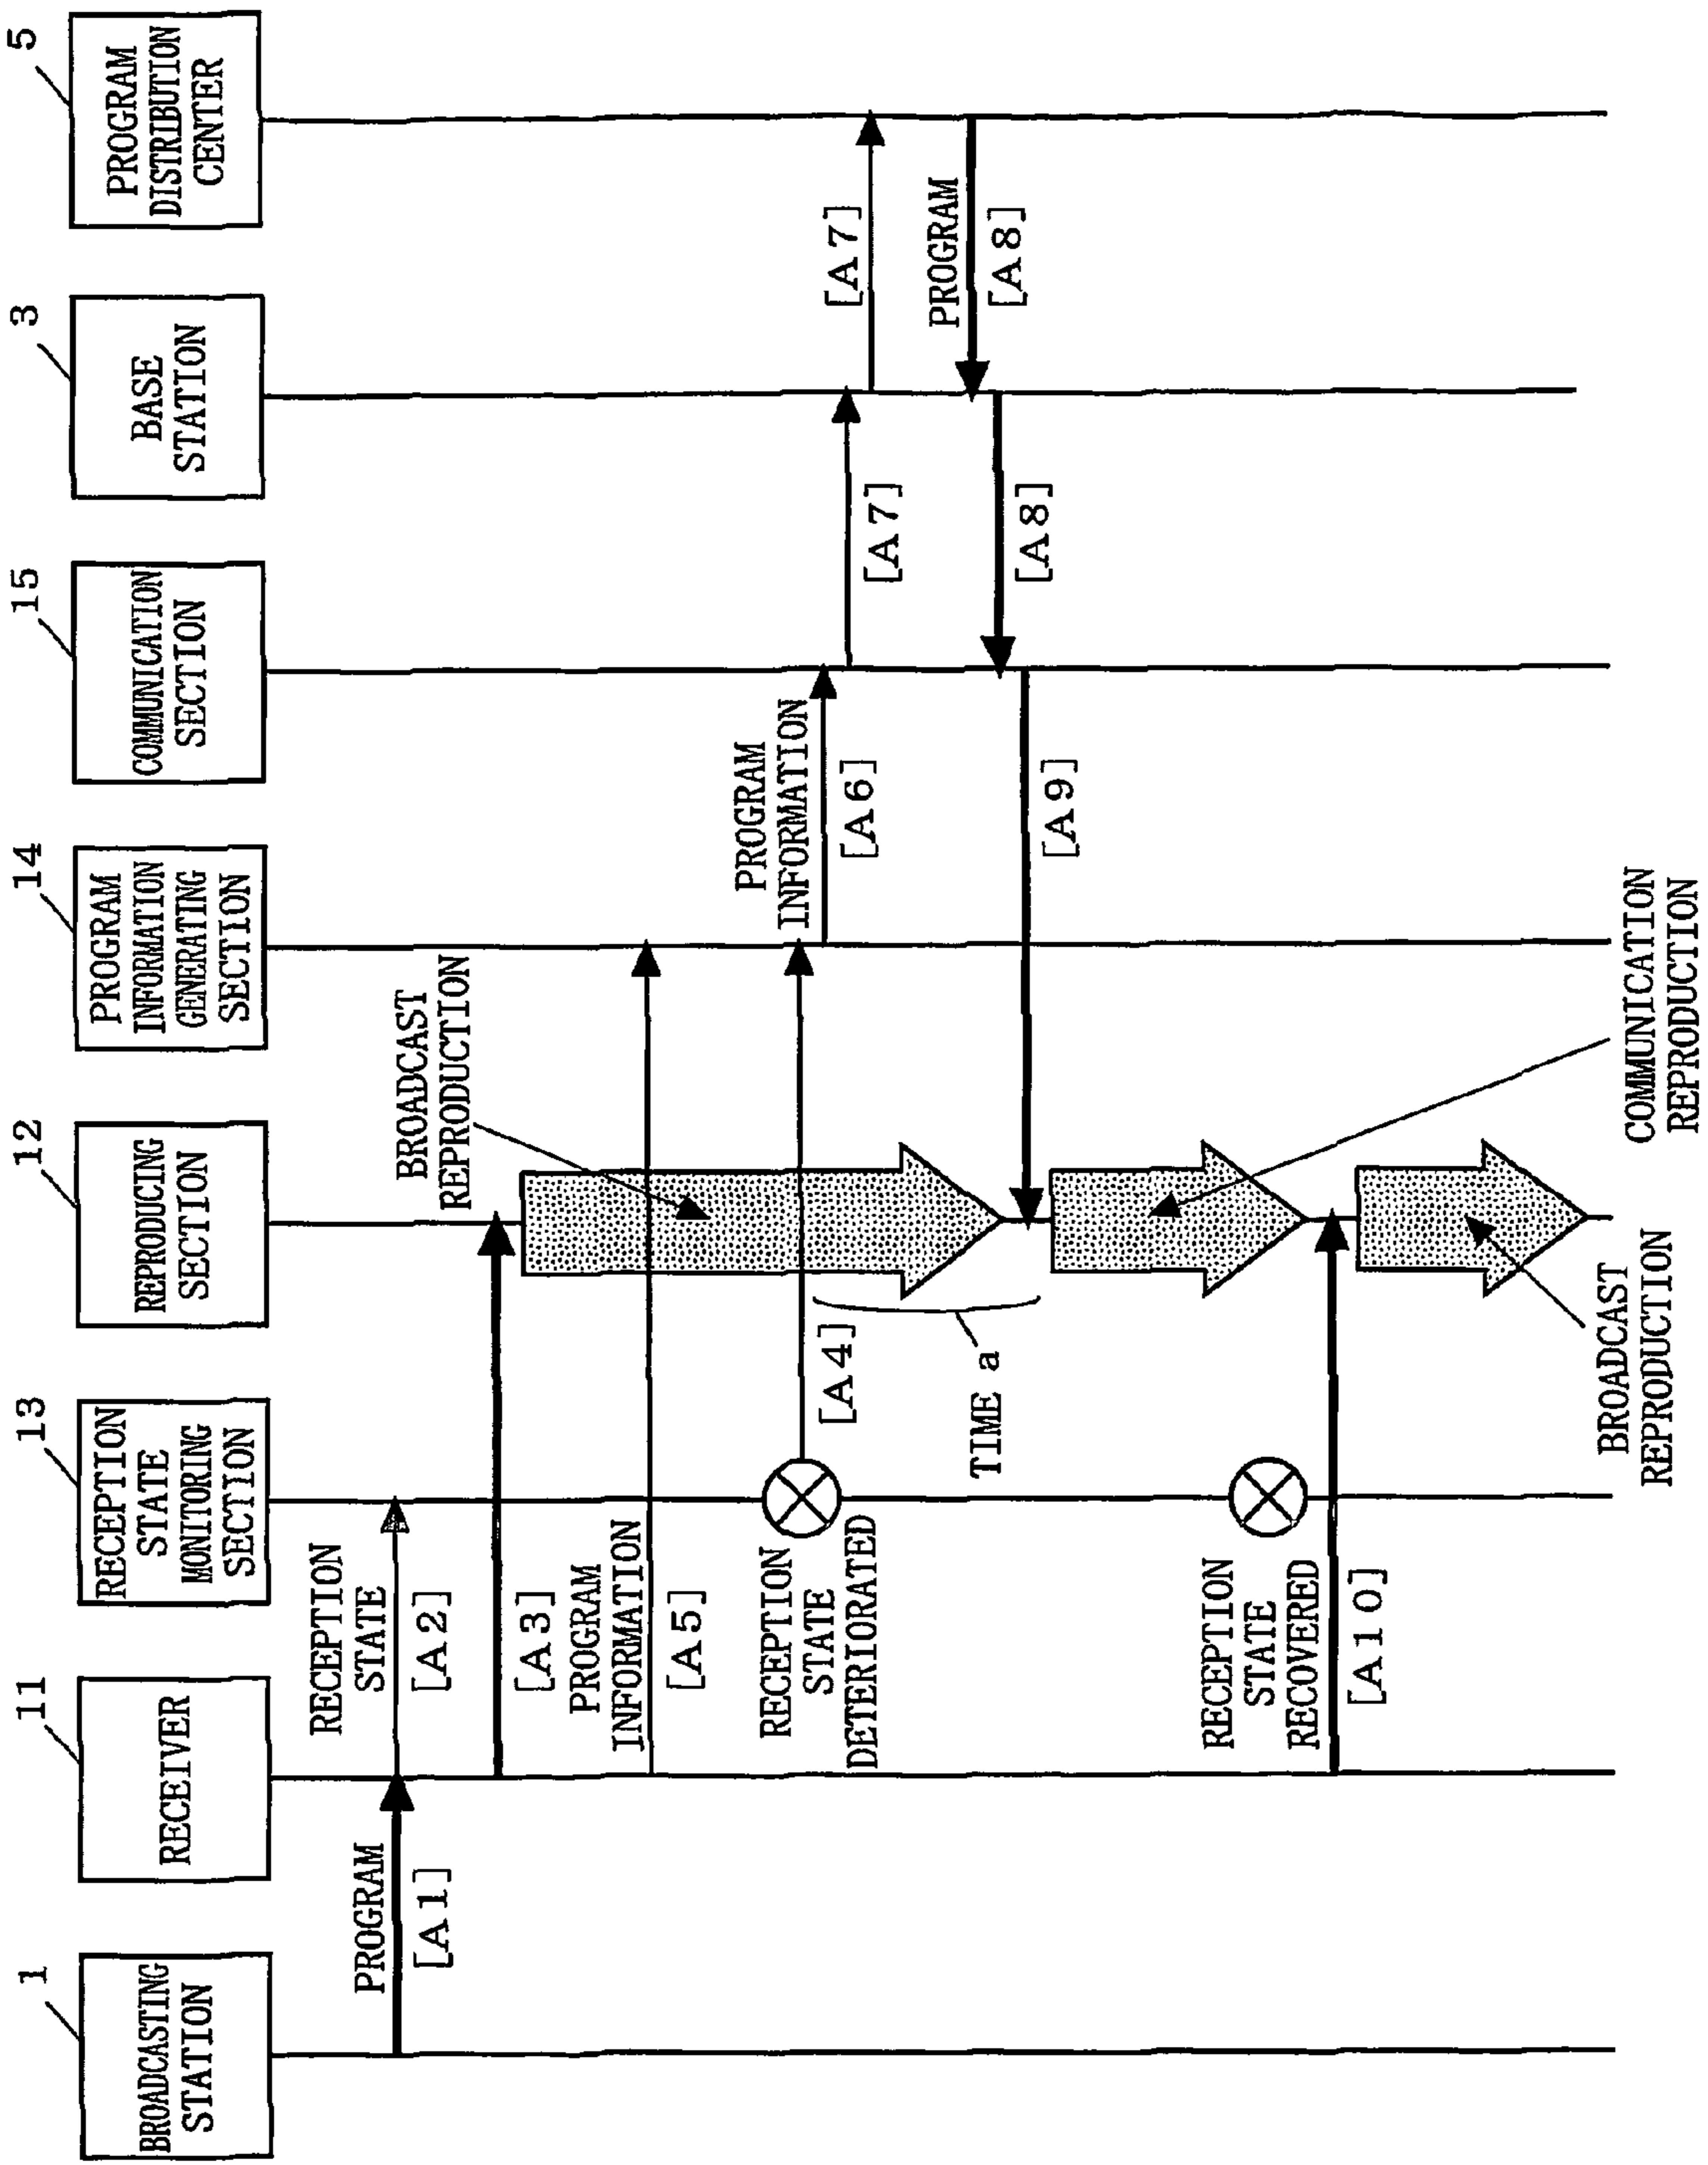 1
BROADCASTING
STATION
11
RECEIVER
13
RECEPTION
STATE
MONITORING
SECTION
12
REPRODUCING
SECTION
14
PROGRAM
INFORMATION
GENERATING
SECTION
15
COMMUNICATION
SECTION
3
BASE
STATION
5
PROGRAM
DISTRIBUTION
CENTER
PROGRAM
[A1]
RECEPTION
STATE
[A2]
[A3]
BROADCAST
REPRODUCTION
PROGRAM
INFORMATION
[A5]
RECEPTION
STATE
DETERIORATED
[A4]
PROGRAM
INFORMATION
[A6]
[A7]
[A7]
PROGRAM
[A8]
[A8]
[A9]
TIME a
RECEPTION
STATE
RECOVERED
[A10]
BROADCAST
REPRODUCTION
COMMUNICATION
REPRODUCTION